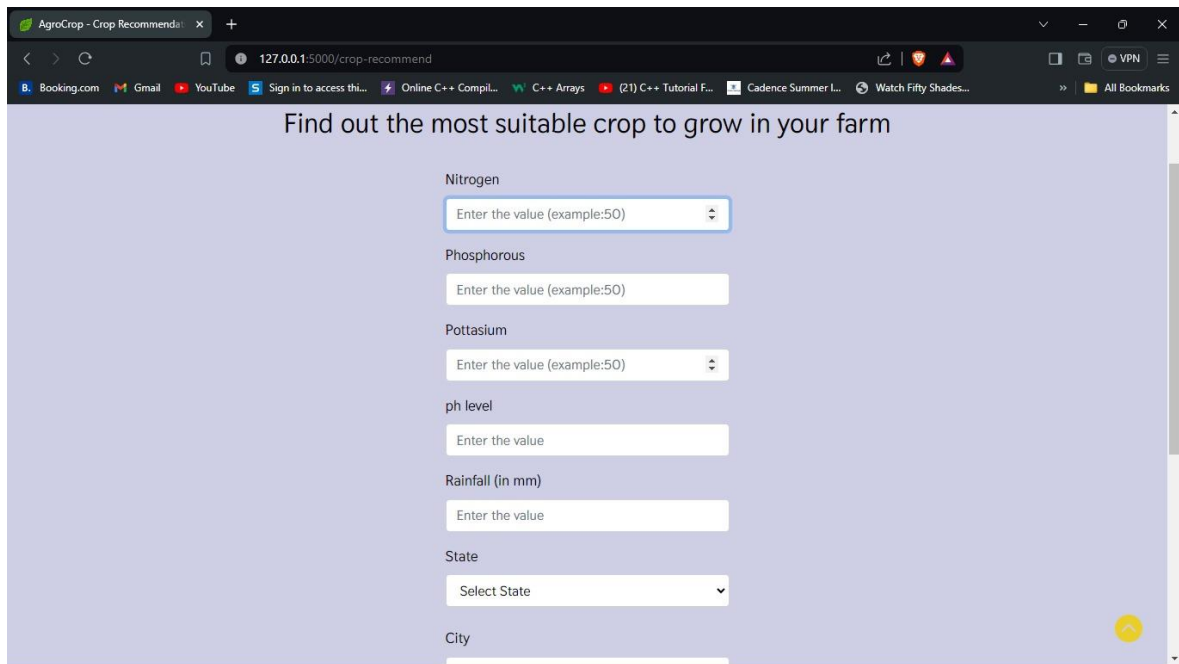 AgroCrop - Crop Recommendat
127.0.0.1:5000/crop-recommend
VPN
B. Booking.com Gmail YouTube S Sign in to access thi... Online C++ Compil... C++ Arrays (21) C++ Tutorial F... Cadence Summer I... Watch Fifty Shades... All Bookmarks
Find out the most suitable crop to grow in your farm
Nitrogen
Enter the value (example:50)
Phosphorous
Enter the value (example:50)
Pottasium
Enter the value (example:50)
ph level
Enter the value
Rainfall (in mm)
Enter the value
State
Select State
City